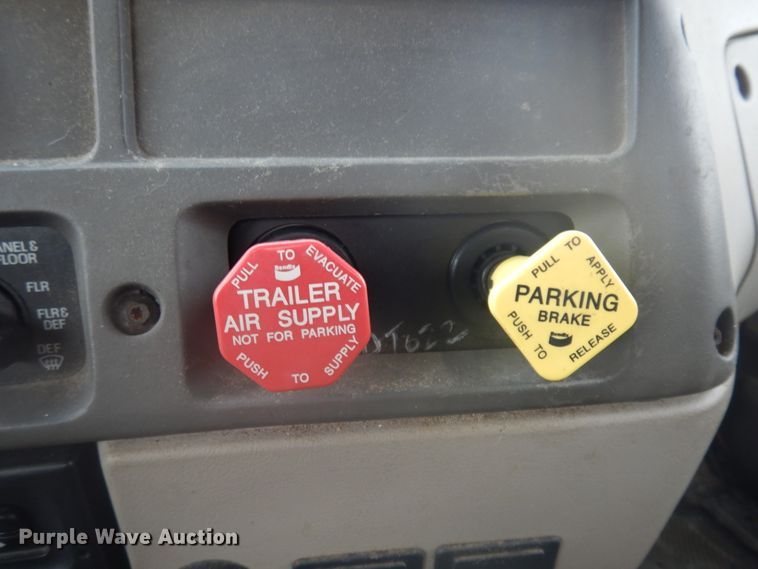 PANEL &
FLOOR
FLR
FLR &
DEF
DEF
PULL TO EVACUATE
Bendix
TRAILER
AIR SUPPLY
NOT FOR PARKING
PUSH TO SUPPLY
PULL TO APPLY
PARKING
BRAKE
PUSH TO RELEASE
Purple Wave Auction